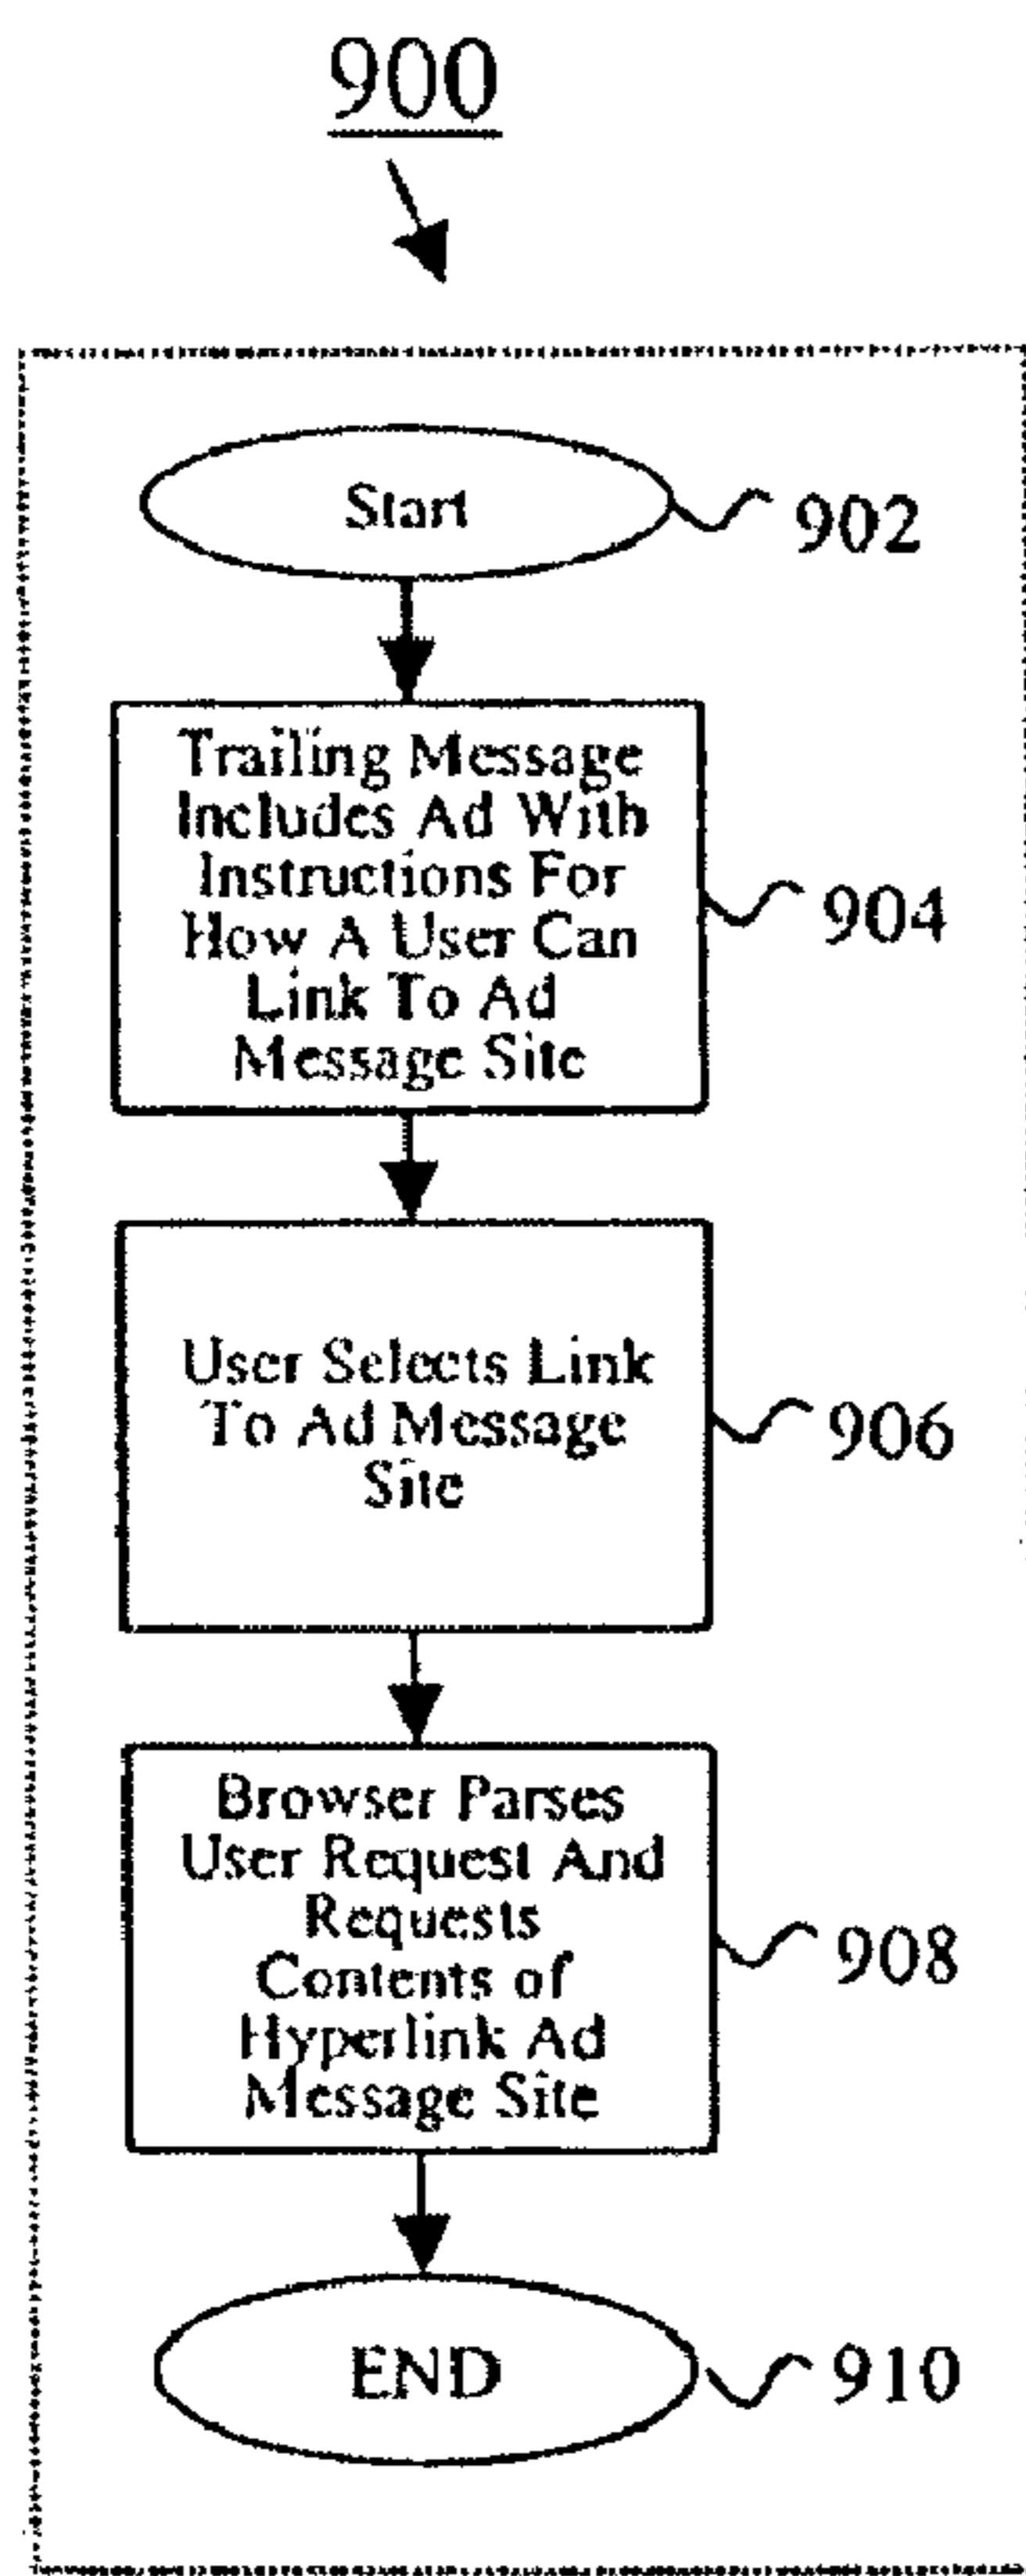 900
Start
902
Trailing Message
Includes Ad With
Instructions For
How A User Can
Link To Ad
Message Site
904
User Selects Link
To Ad Message
Site
906
Browser Parses
User Request And
Requests
Contents of
Hyperlink Ad
Message Site
908
END
910